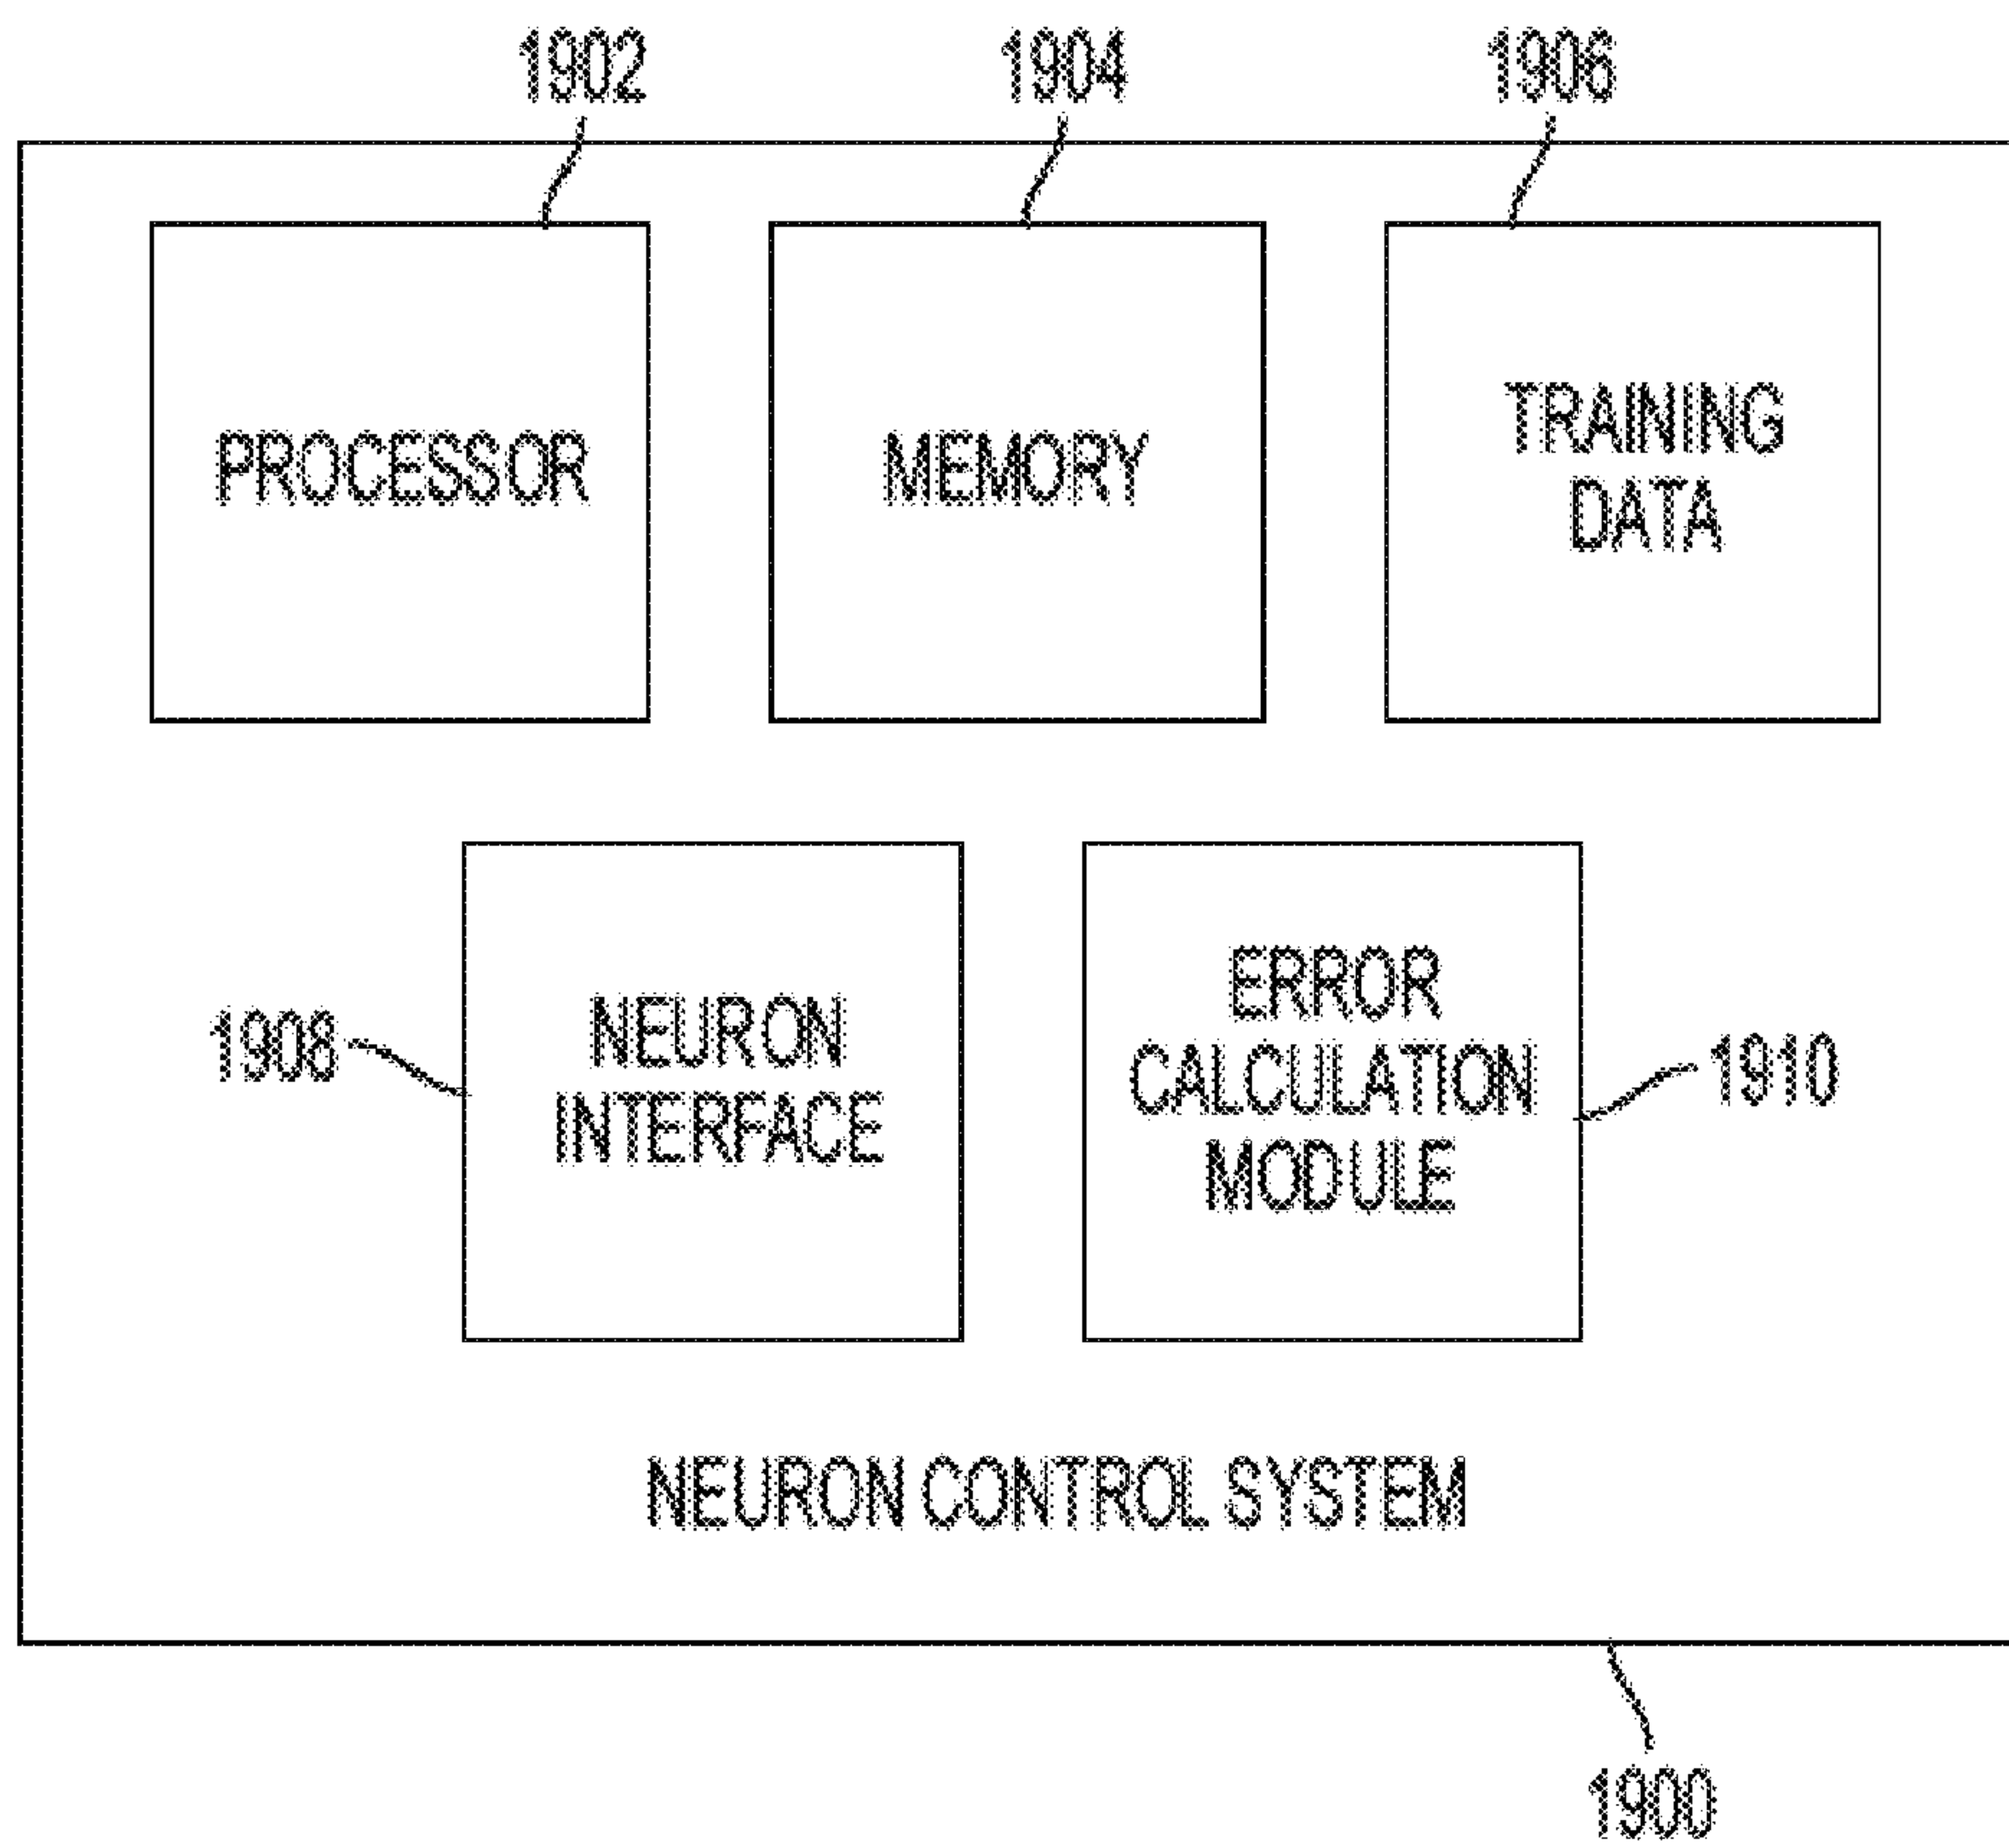 1902
1904
1906
PROCESSOR
MEMORY
TRAINING
DATA
1908
NEURON
INTERFACE
ERROR
CALCULATION
MODULE
1910
NEURON CONTROL SYSTEM
1900